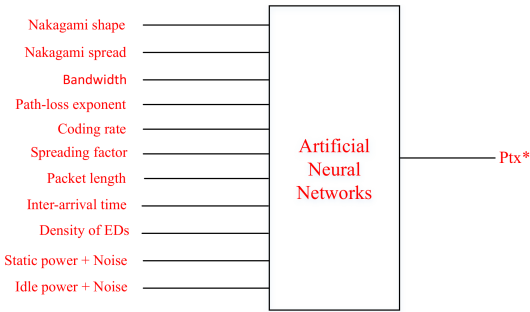 Nakagami shape
Nakagami spread
Bandwidth
Path-loss exponent
Coding rate
Spreading factor
Packet length
Inter-arrival time
Density of EDs
Static power + Noise
Idle power + Noise
Artificial
Neural
Networks
Ptx*